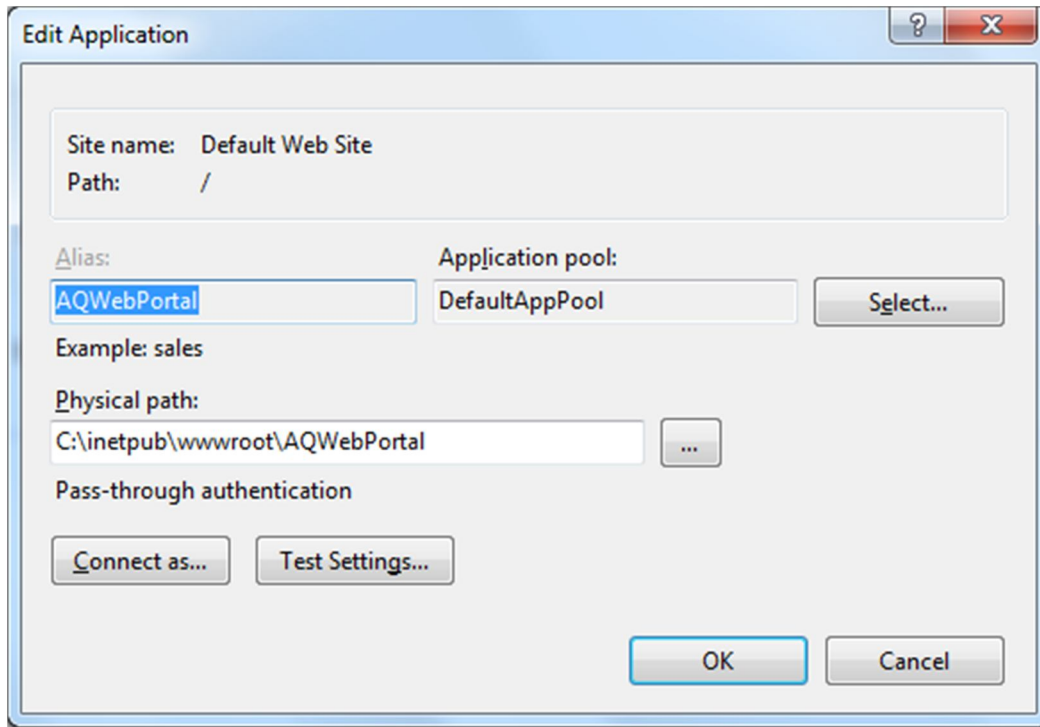 Edit Application
Site name: Default Web Site
Path: /
Alias:
Application pool:
AQWebPortal
DefaultAppPool
Select...
Example: sales
Physical path:
C:\inetpub\wwwroot\AQWebPortal
...
Pass-through authentication
Connect as...
Test Settings...
OK
Cancel